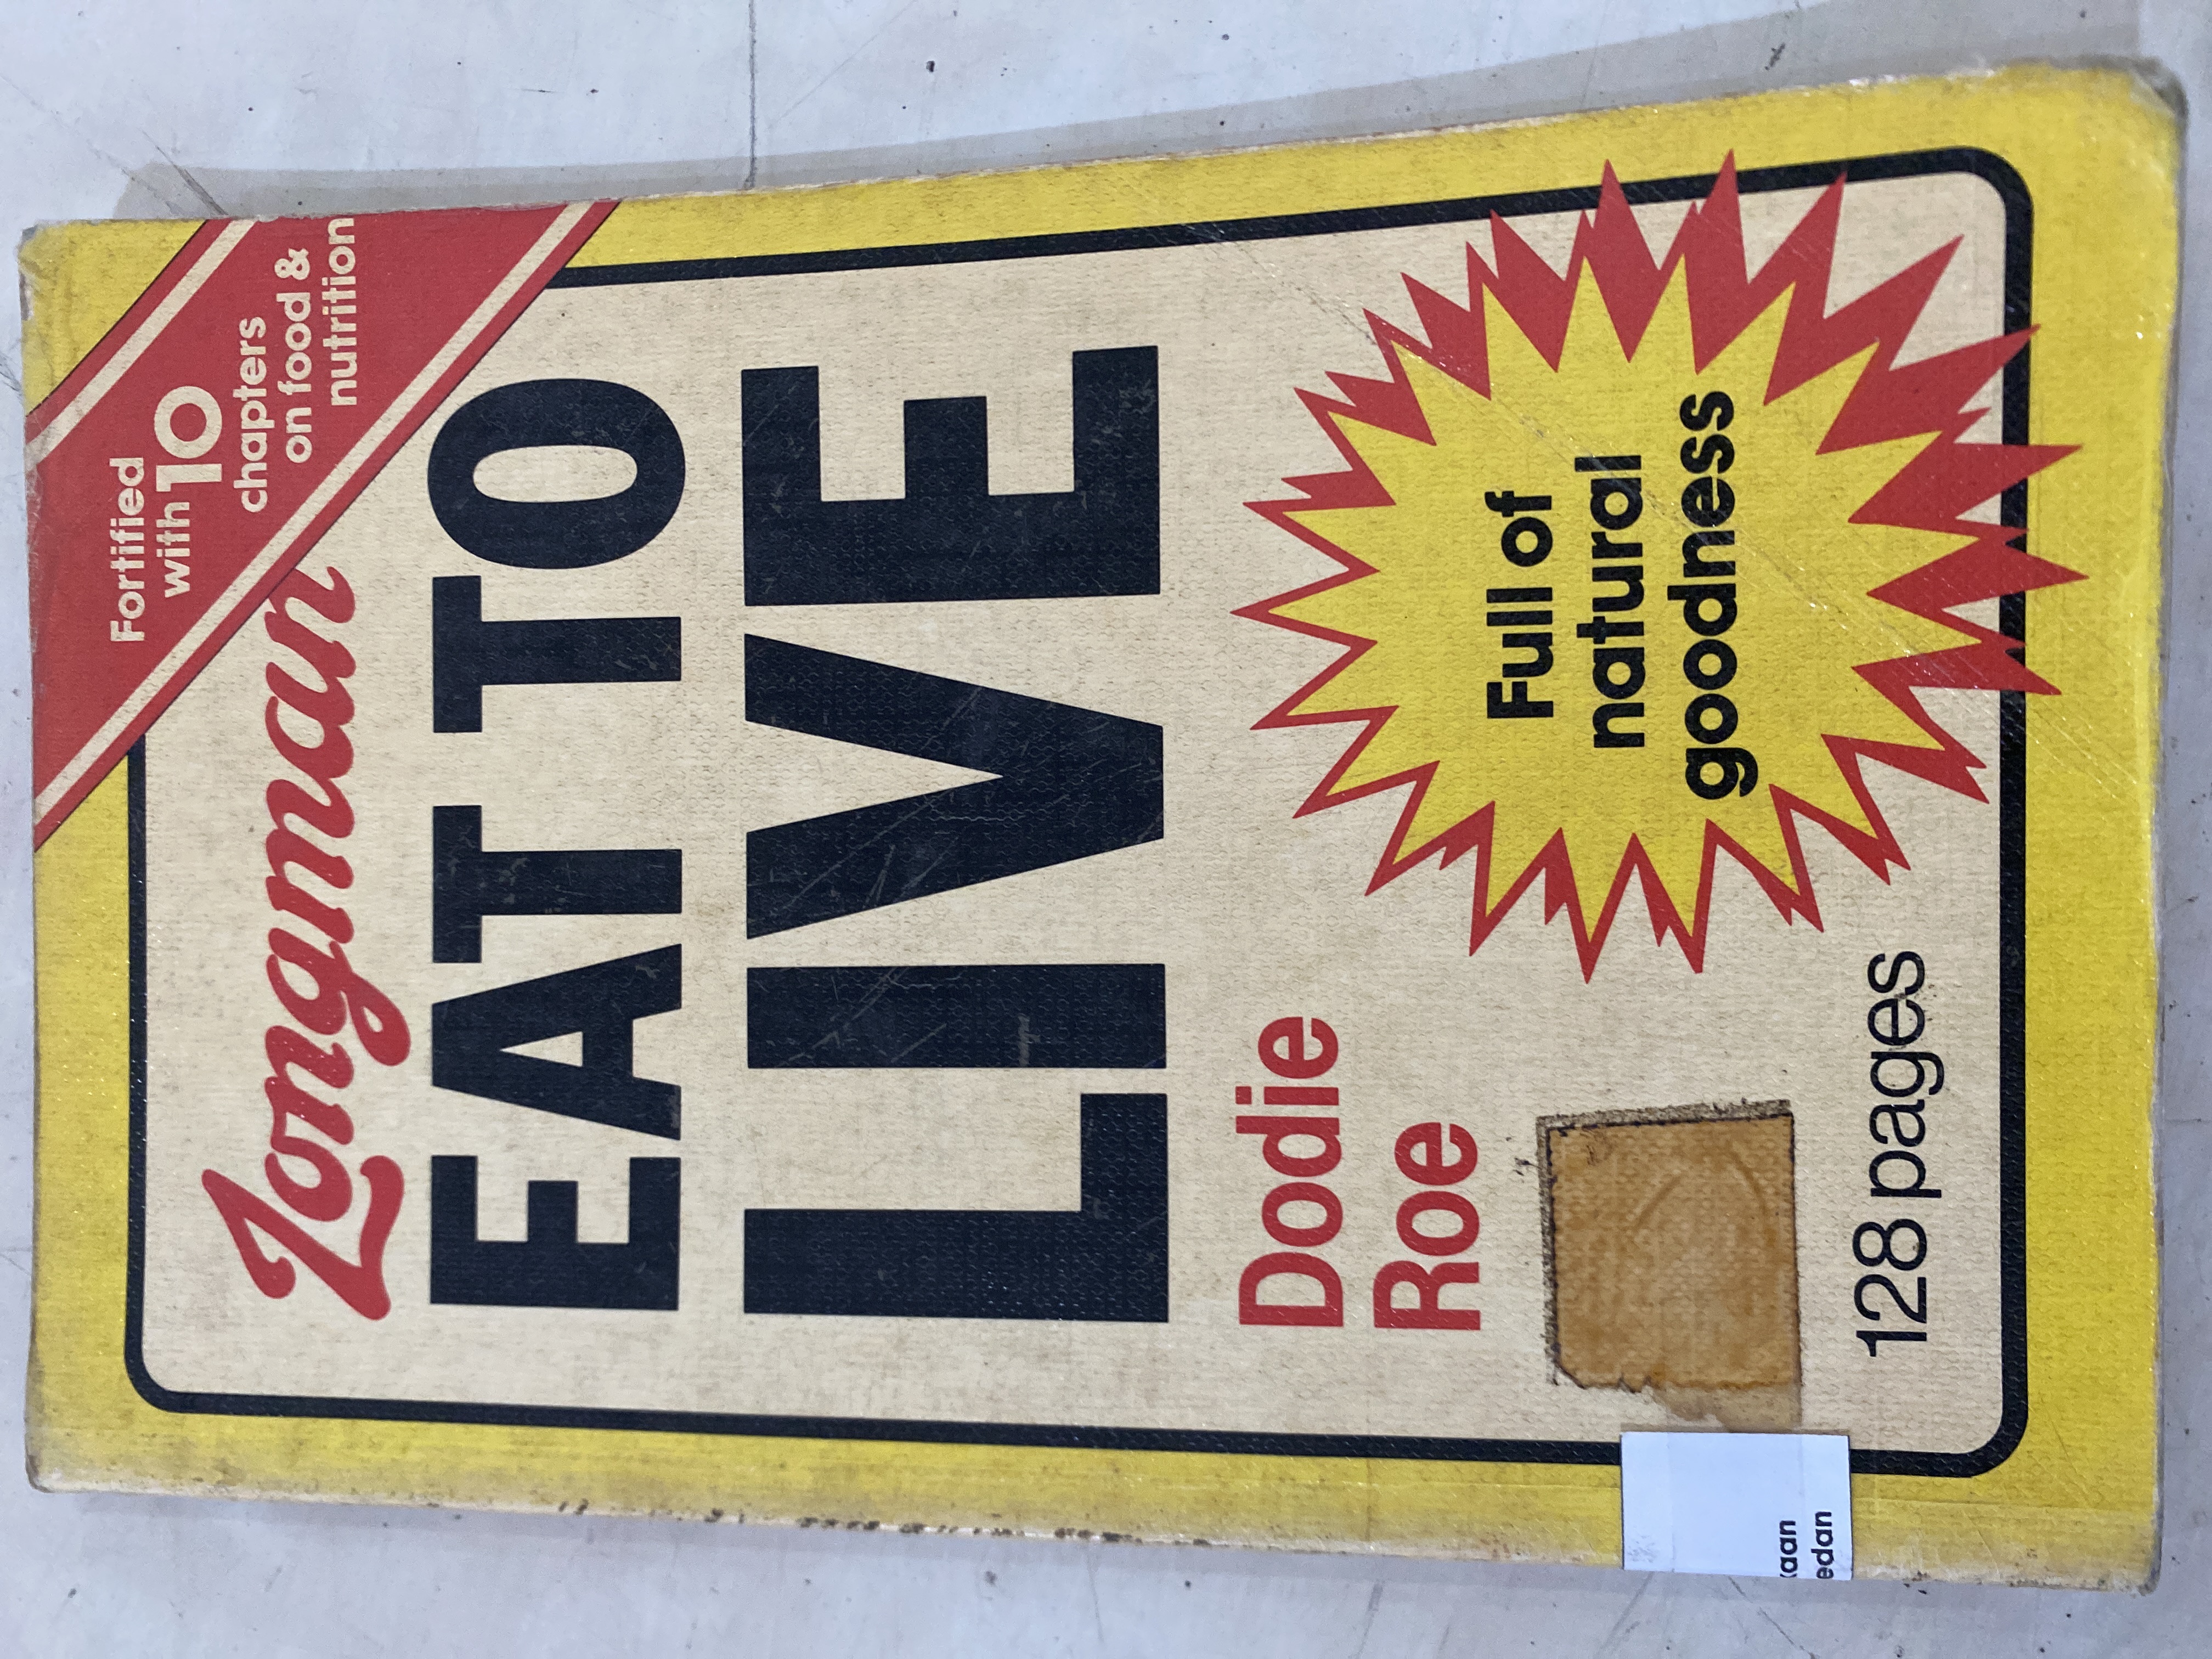 Fortified
with 10
chapters
on food &
nutrition
Longman
EAT TO
LIVE
Dodie
Roe
Full of
natural
goodness
128 pages